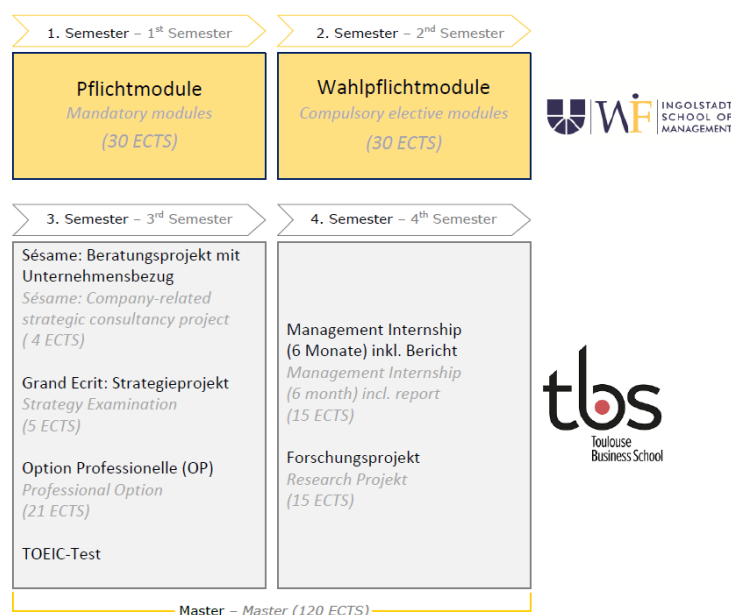 1. Semester – 1st Semester
2. Semester – 2nd Semester
Pflichtmodule
Mandatory modules
(30 ECTS)
Wahlpflichtmodule
Compulsory elective modules
(30 ECTS)
WFI
INGOLSTADT
SCHOOL OF
MANAGEMENT
3. Semester – 3rd Semester
4. Semester – 4th Semester
Sésame: Beratungsprojekt mit
Unternehmensbezug
Sésame: Company-related
strategic consultancy project
( 4 ECTS)
Grand Ecrit: Strategieprojekt
Strategy Examination
(5 ECTS)
Option Professionelle (OP)
Professional Option
(21 ECTS)
TOEIC-Test
Management Internship
(6 Monate) inkl. Bericht
Management Internship
(6 month) incl. report
(15 ECTS)
Forschungsprojekt
Research Projekt
(15 ECTS)
tbs
Toulouse
Business School
Master – Master (120 ECTS)